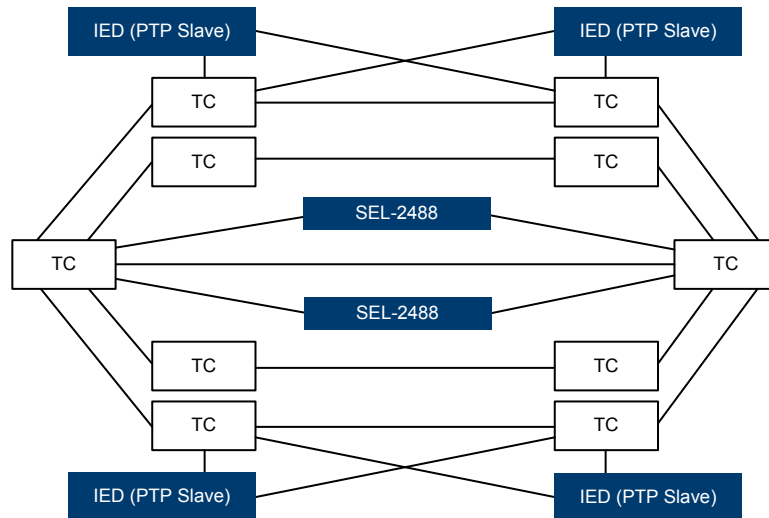 IED (PTP Slave)
IED (PTP Slave)
TC
TC
TC
TC
SEL-2488
TC
TC
SEL-2488
TC
TC
TC
TC
IED (PTP Slave)
IED (PTP Slave)